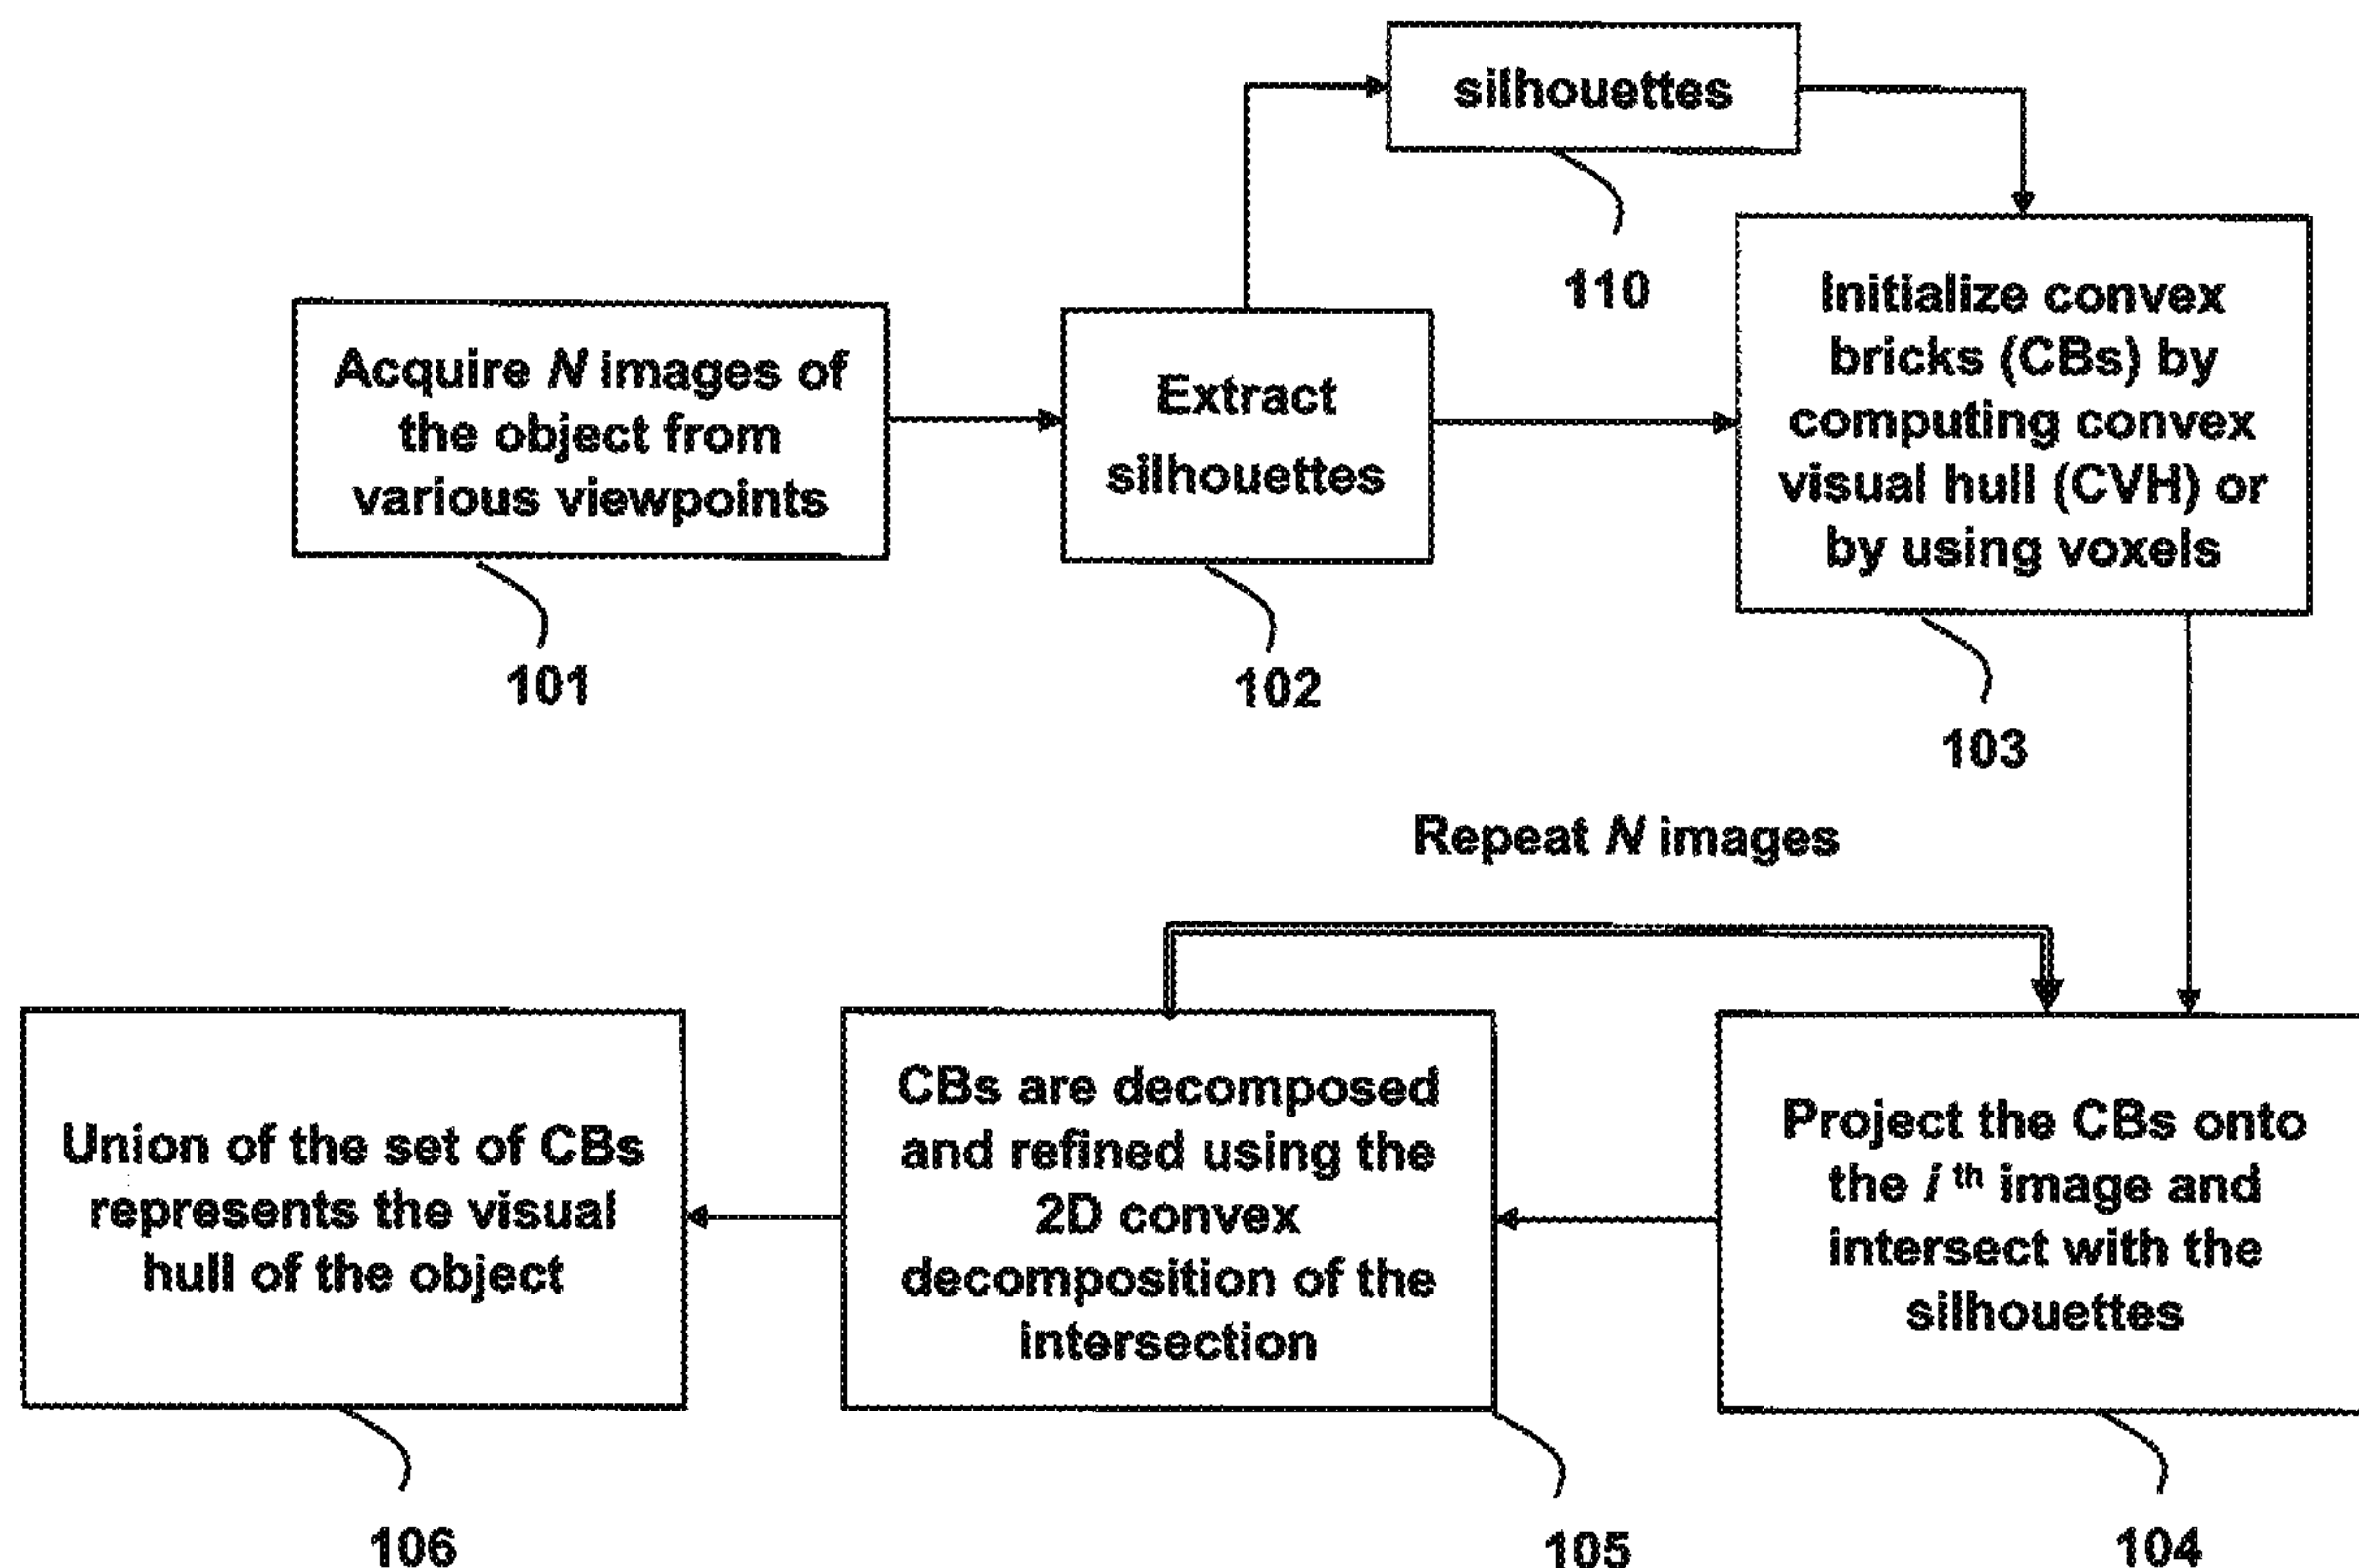 silhouettes
110
Acquire N images of
the object from
various viewpoints
101
Extract
silhouettes
102
Initialize convex
bricks (CBs) by
computing convex
visual hull (CVH) or
by using voxels
103
Repeat N images
Project the CBs onto
the i th image and
intersect with the
silhouettes
104
CBs are decomposed
and refined using the
2D convex
decomposition of the
intersection
105
Union of the set of CBs
represents the visual
hull of the object
106